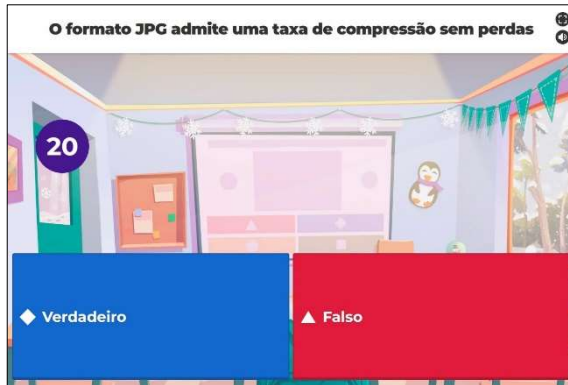 O formato JPG admite uma taxa de compressão sem perdas
20
Verdadeiro
Falso